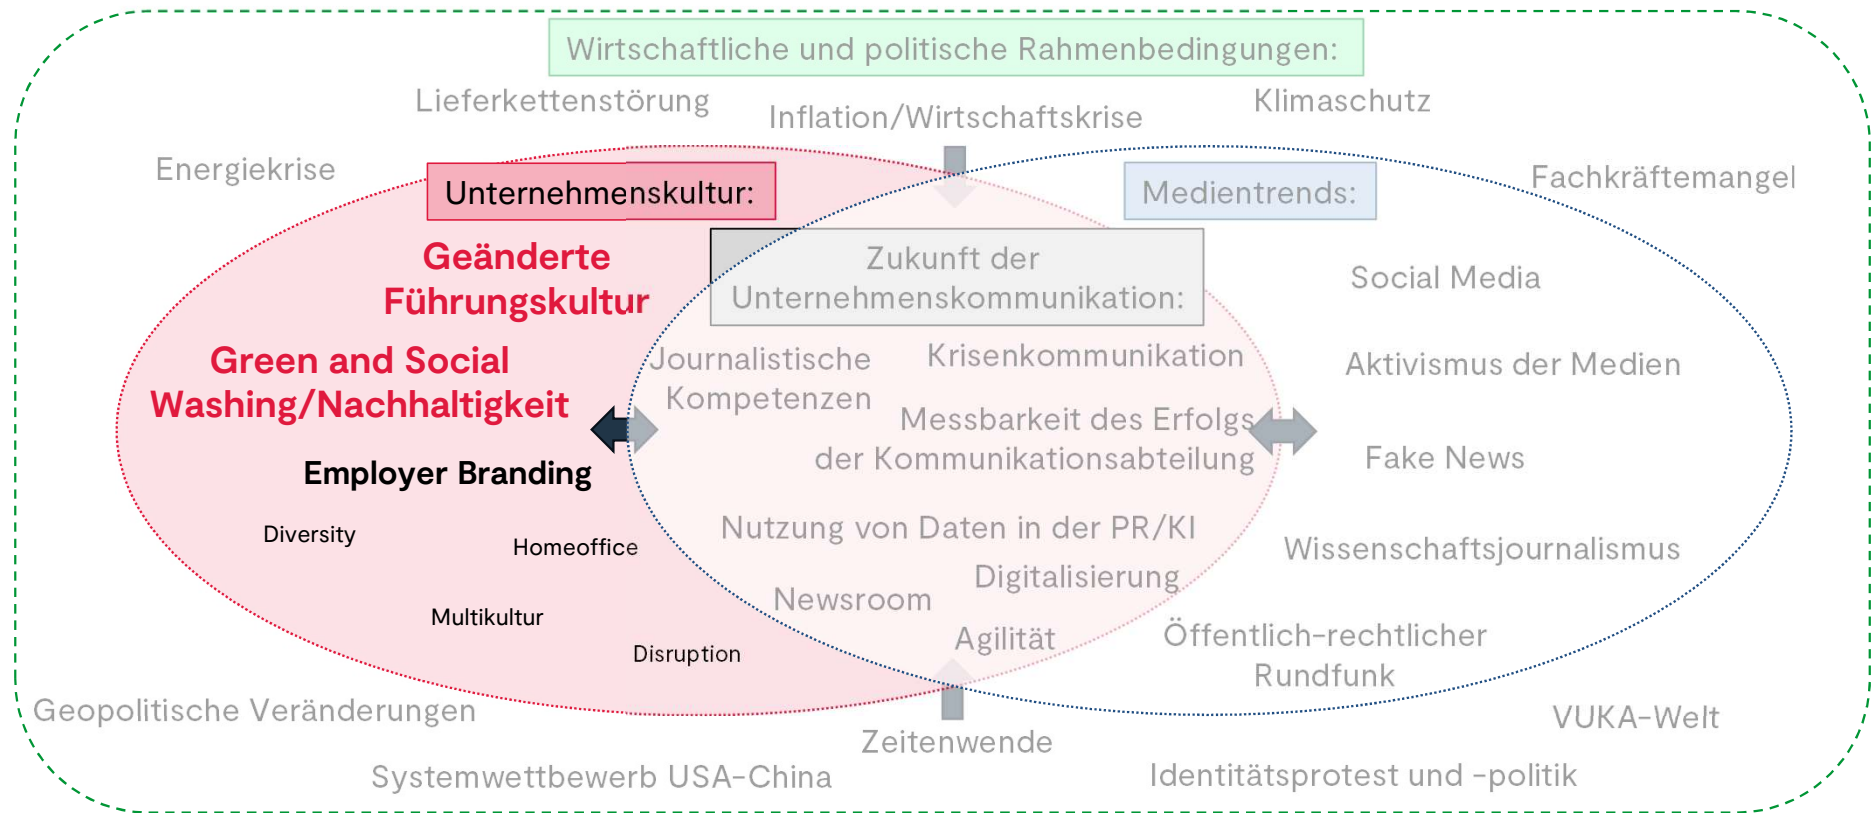 Wirtschaftliche und politische Rahmenbedingungen:
Lieferkettenstörung
Inflation/Wirtschaftskrise
Klimaschutz
Energiekrise
Fachkräftemangel
Unternehmenskultur:
Medientrends:
Geänderte
Führungskultur
Zukunft der
Unternehmenskommunikation:
Social Media
Green and Social
Washing/Nachhaltigkeit
Journalistische
Kompetenzen
Krisenkommunikation
Aktivismus der Medien
Messbarkeit des Erfolgs
der Kommunikationsabteilung
Employer Branding
Fake News
Diversity
Homeoffice
Nutzung von Daten in der PR/KI
Wissenschaftsjournalismus
Digitalisierung
Newsroom
Multikultur
Agilität
Öffentlich-rechtlicher
Rundfunk
Disruption
Geopolitische Veränderungen
VUKA-Welt
Zeitenwende
Systemwettbewerb USA-China
Identitätsprotest und -politik